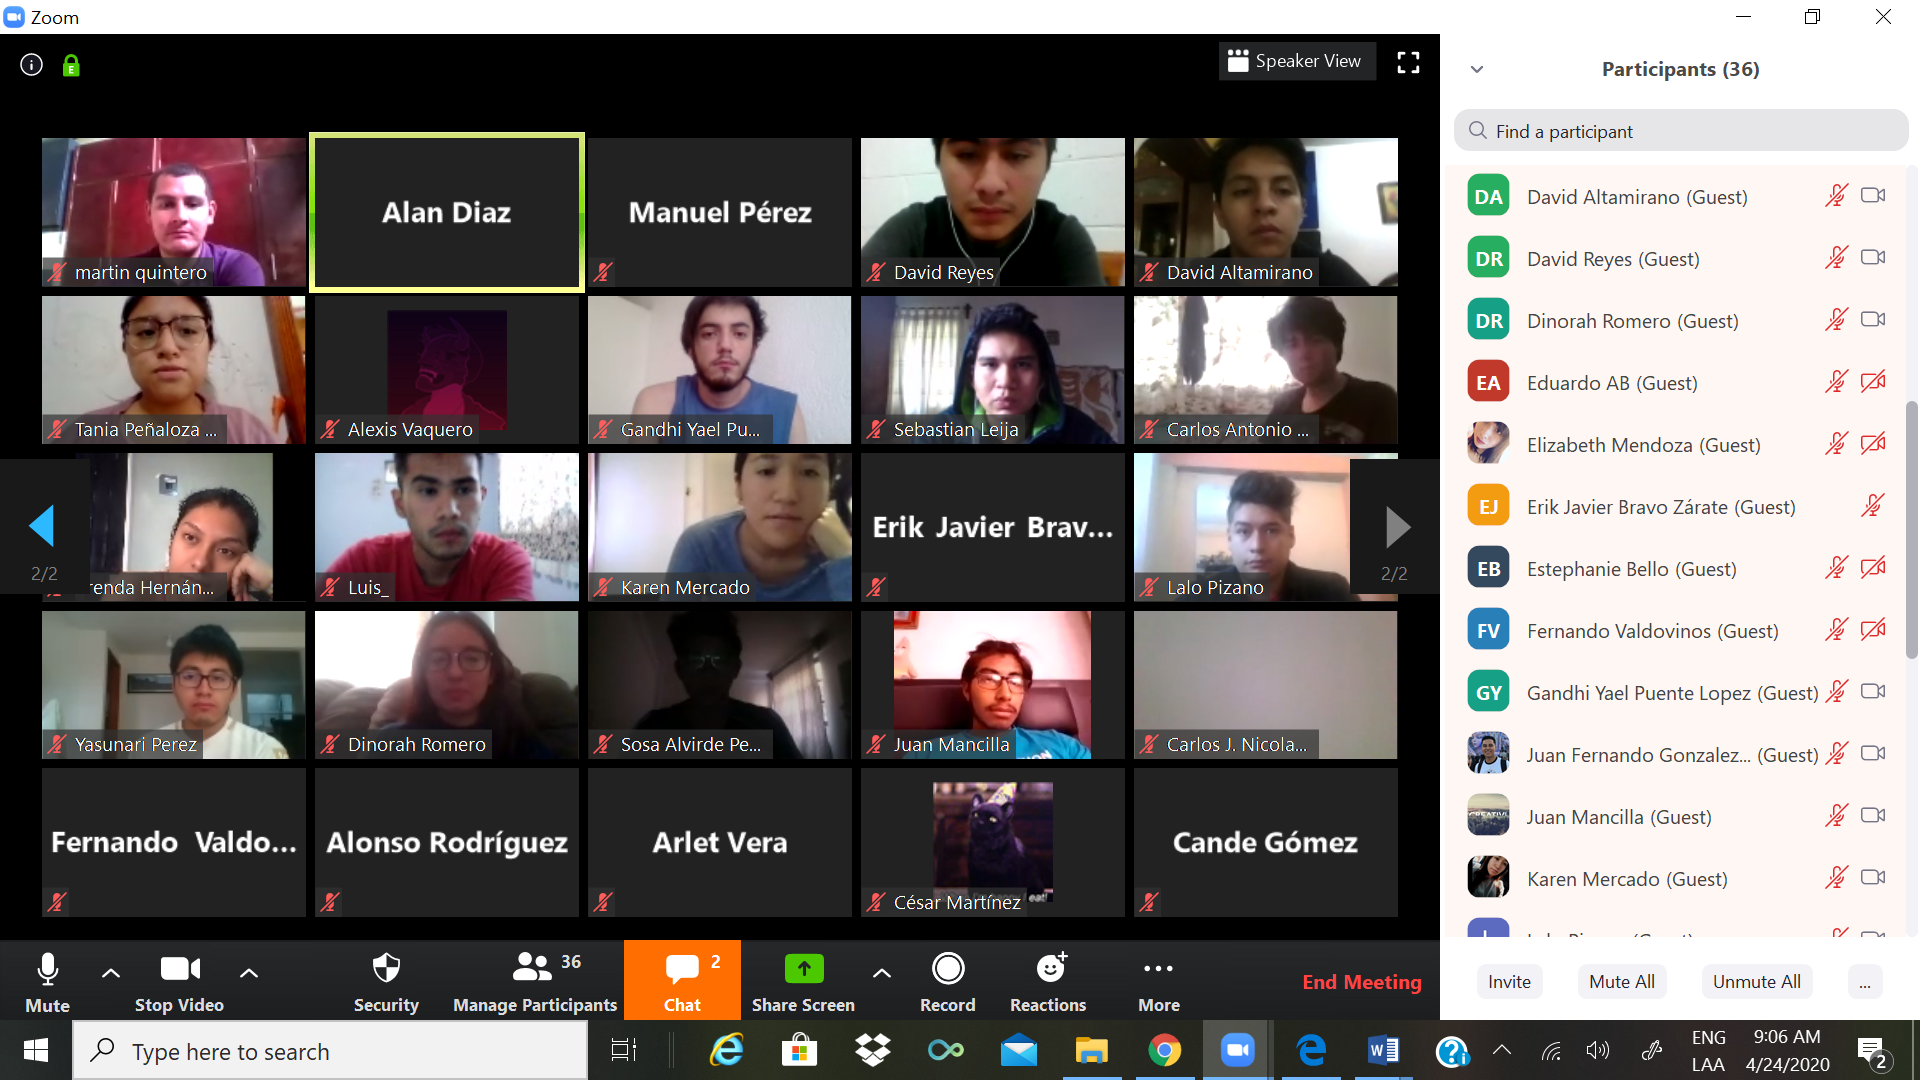 Zoom
Speaker View
martin quintero
Alan Diaz
Manuel Pérez
David Reyes
David Altamirano
Tania Peñaloza ...
Alexis Vaquero
Gandhi Yael Pu...
Sebastian Leija
Carlos Antonio ...
2/2
renda Hernán...
Luis_
Karen Mercado
Erik Javier Brav...
Lalo Pizano
2/2
Yasunari Perez
Dinorah Romero
Sosa Alvirde Pe...
Juan Mancilla
Carlos J. Nicola...
Fernando Valdo...
Alonso Rodríguez
Arlet Vera
César Martínez
eat!
Cande Gómez
Mute
Stop Video
Security
36
Manage Participants
2
Chat
Share Screen
Record
Reactions
More
End Meeting
Participants (36)
Find a participant
DA David Altamirano (Guest)
DR David Reyes (Guest)
DR Dinorah Romero (Guest)
EA Eduardo AB (Guest)
Elizabeth Mendoza (Guest)
EJ Erik Javier Bravo Zárate (Guest)
EB Estephanie Bello (Guest)
FV Fernando Valdovinos (Guest)
GY Gandhi Yael Puente Lopez (Guest)
Juan Fernando Gonzalez... (Guest)
Juan Mancilla (Guest)
Karen Mercado (Guest)
Invite
Mute All
Unmute All
...
Type here to search
ENG
LAA
9:06 AM
4/24/2020
2